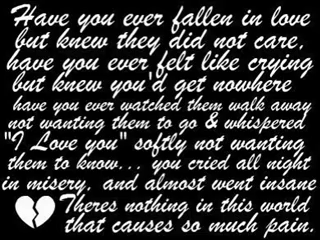 Have you ever fallen in love
but knew they did not care,
have you ever felt like crying
but knew you'd get nowhere
have you ever watched them walk away
not wanting them to go & whispered
"I Love you" softly not wanting
them to know... you cried all night
in misery, and almost went insane
Theres nothing in this world
that causes so much pain.